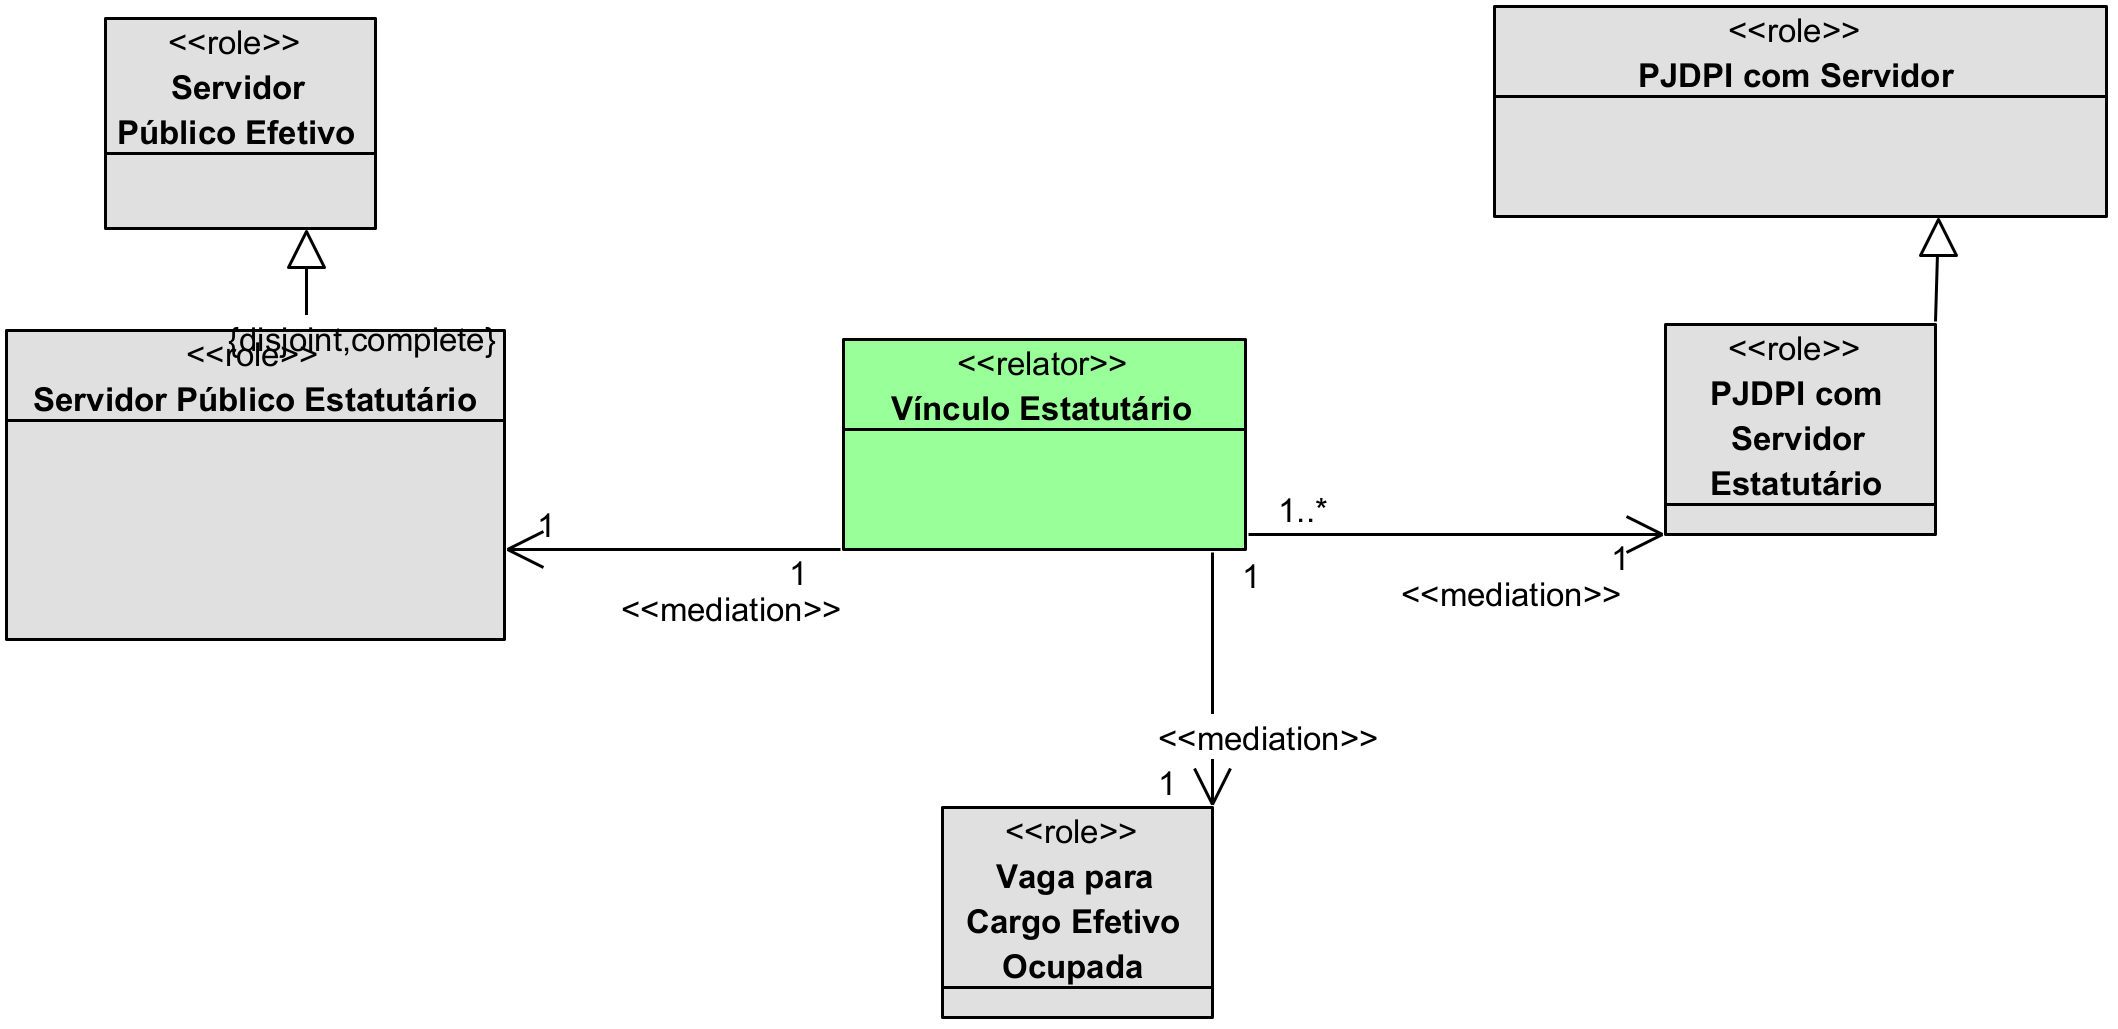 <<role>>
Servidor
Público Efetivo
<<role>>
PJDPI com Servidor
{disjoint,complete}
<<role>>
Servidor Público Estatutário
<<relator>>
Vínculo Estatutário
<<role>>
PJDPI com
Servidor
Estatutário
1
1
<<mediation>>
1..*
1
<<mediation>>
1
<<mediation>>
1
<<role>>
Vaga para
Cargo Efetivo
Ocupada